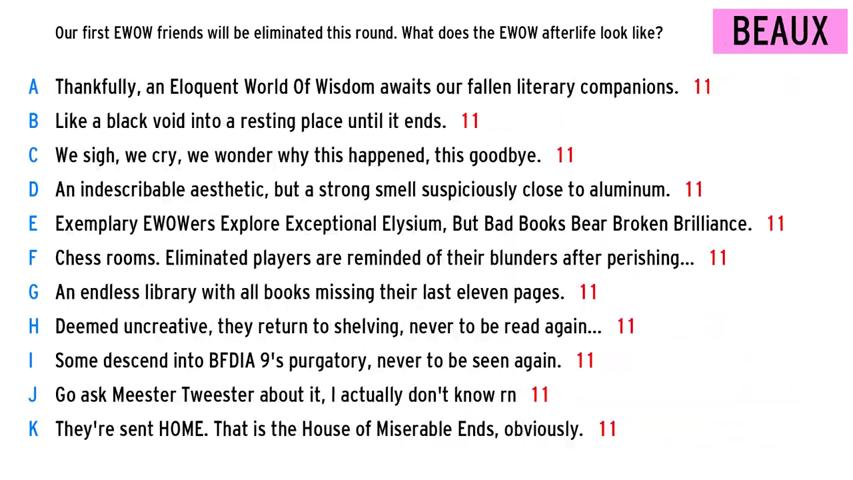 Our first EWOW friends will be eliminated this round. What does the EWOW afterlife look like?
BEAUX
A Thankfully, an Eloquent World Of Wisdom awaits our fallen literary companions. 11
B Like a black void into a resting place until it ends. 11
C We sigh, we cry, we wonder why this happened, this goodbye. 11
D An indescribable aesthetic, but a strong smell suspiciously close to aluminum. 11
E Exemplary EWOWers Explore Exceptional Elysium, But Bad Books Bear Broken Brilliance. 11
F Chess rooms. Eliminated players are reminded of their blunders after perishing... 11
G An endless library with all books missing their last eleven pages. 11
H Deemed uncreative, they return to shelving, never to be read again... 11
I Some descend into BFDIA 9's purgatory, never to be seen again. 11
J Go ask Meester Tweester about it, I actually don't know rn 11
K They're sent HOME. That is the House of Miserable Ends, obviously. 11